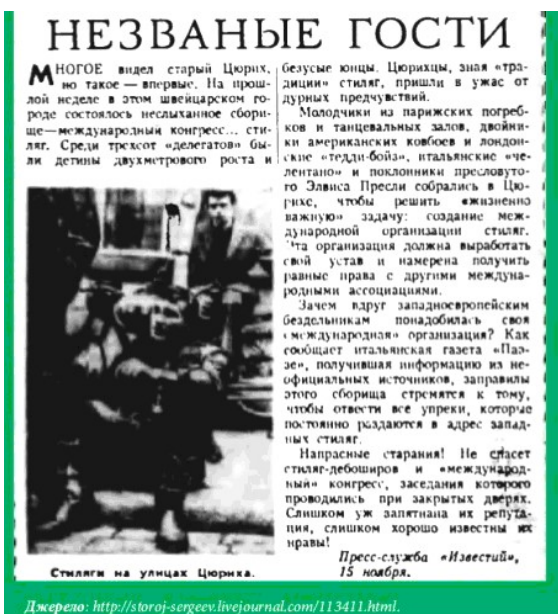 НЕЗВАНЫЕ ГОСТИ
МНОГОЕ видел старый Цюрих,
но такое — впервые. На прош-
лой неделе в этом швейцарском го-
роде состоялось неслыханное сбори-
ще—международный конгресс... сти-
ляг. Среди трехсот «делегатов» бы-
ли детины двухметрового роста и
Стиляги на улицах Цюриха.
безусые юнцы. Цюрихцы, зная «тра-
диции» стиляг, пришли в ужас от
дурных предчувствий.
Молодчики из парижских погреб-
ков и танцевальных залов, двойни-
ки американских ковбоев и лондон-
ские «тедди-бойз», итальянские «че-
лентано» и поклонники пресловуто-
го Элвиса Пресли собрались в Цю-
рихе, чтобы решить «жизненно
важную» задачу: создание меж-
дународной организации стиляг.
Эта организация должна выработать
свой устав и намерена получить
равные права с другими междуна-
родными ассоциациями.
Зачем вдруг западноевропейским
бездельникам понадобилась своя
«международная» организация? Как
сообщает итальянская газета «Паэ-
зе», получившая информацию из не-
официальных источников, заправилы
этого сборища стремятся к тому,
чтобы отвести все упреки, которые
постоянно раздаются в адрес запад-
ных стиляг.
Напрасные старания! Не спасет
стиляг-дебоширов и «международ-
ный» конгресс, заседания которого
проводились при закрытых дверях.
Слишком уж запятнана их репута-
ция, слишком хорошо известны их
нравы!
Пресс-служба «Известий»,
15 ноября.
Джерело: http://storoj-sergeev.livejournal.com/113411.html.